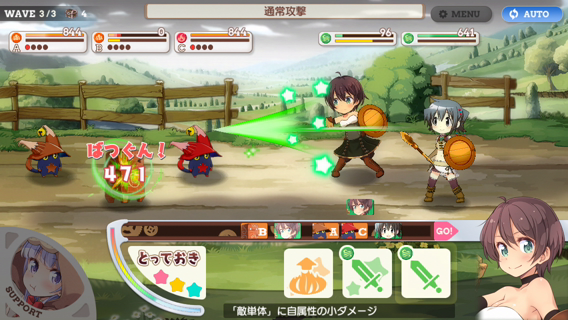 WAVE 3/3 4
通常攻撃
MENU
AUTO
844
A
0
B
844
C
96
641
ばつぐん!
471
B A C GO!
とっておき
SUPPORT
「敵単体」に自属性の小ダメージ